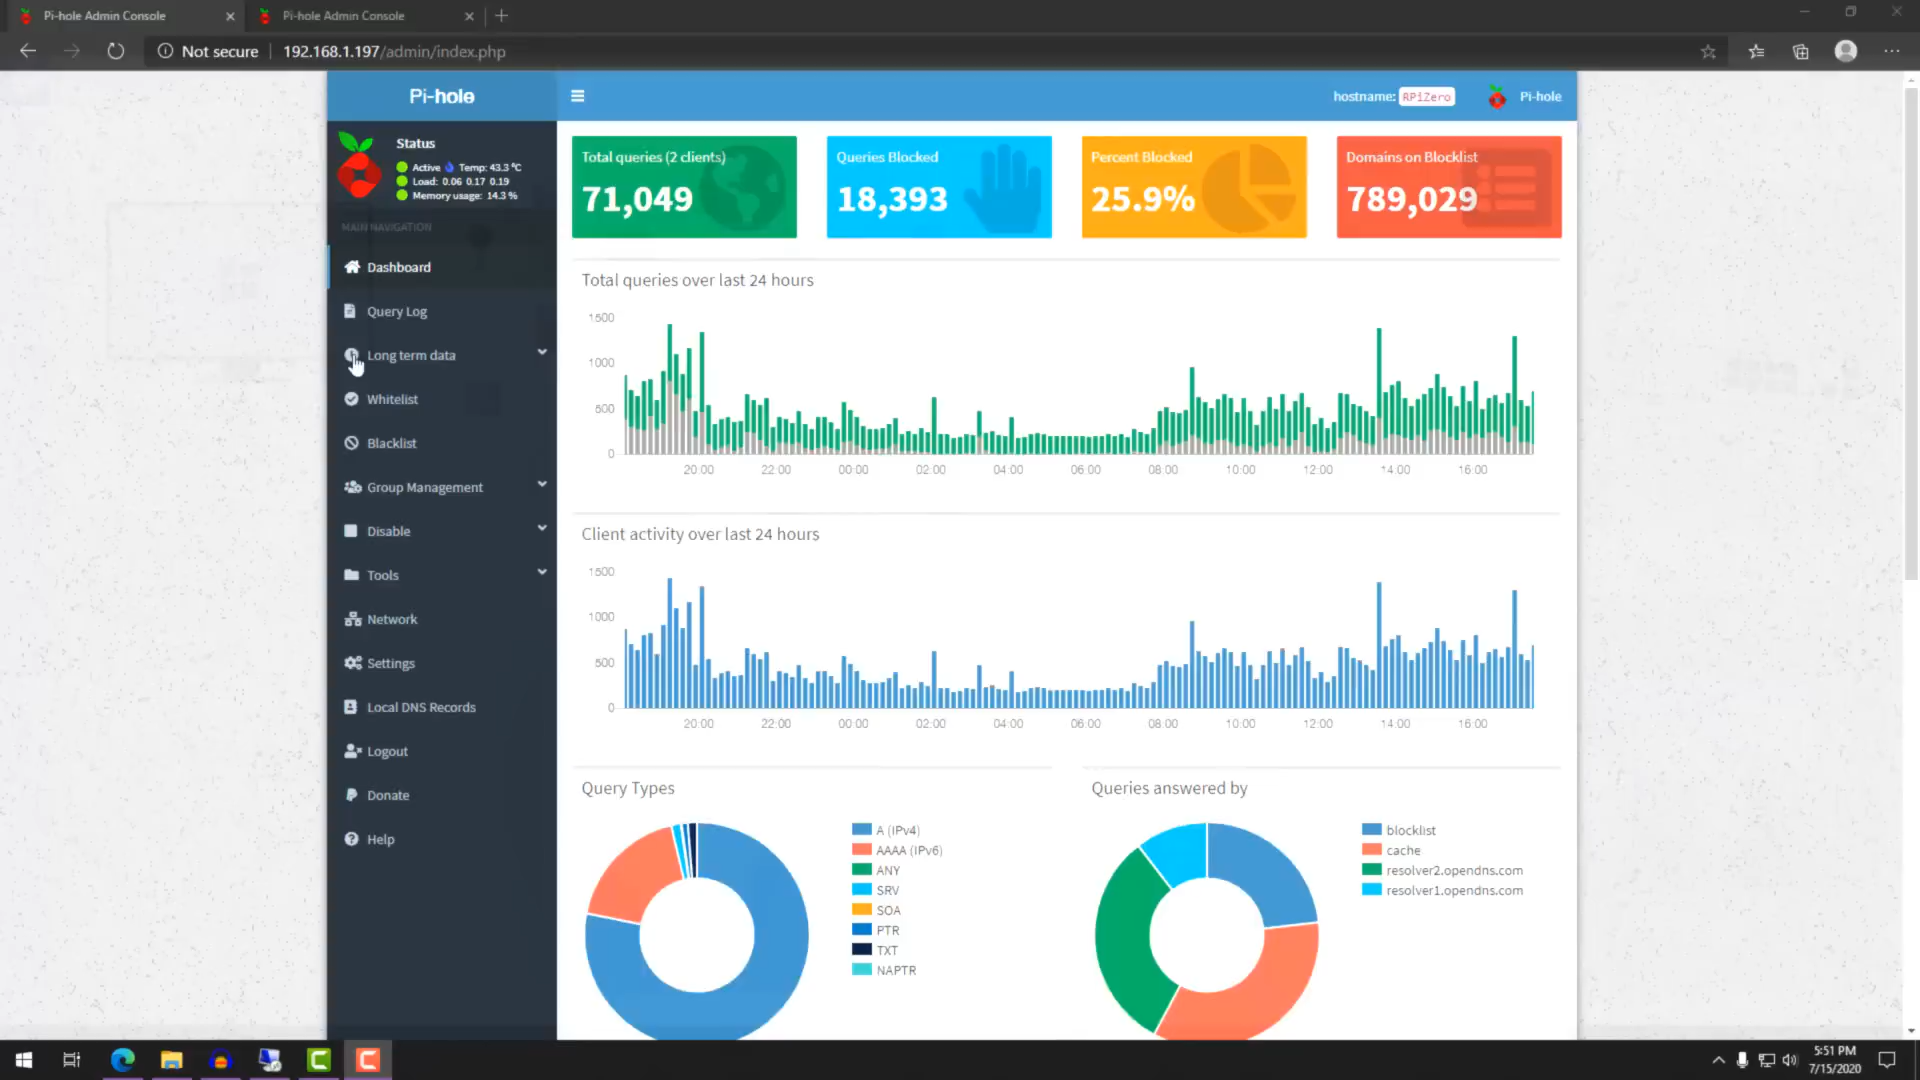 Pi-hole Admin Console
Pi-hole Admin Console
Not secure
192.168.1.197/admin/index.php
Pi-hole
hostname: RPiZero
Pi-hole
Status
Active Temp: 43.3 °C
Load: 0.06 0.17 0.19
Memory usage: 14.3 %
MAIN NAVIGATION
Dashboard
Query Log
Long term data
Whitelist
Blacklist
Group Management
Disable
Tools
Network
Settings
Local DNS Records
Logout
Donate
Help
Total queries (2 clients)
71,049
Queries Blocked
18,393
Percent Blocked
25.9%
Domains on Blocklist
789,029
Total queries over last 24 hours
1500
1000
500
0
20:00 22:00 00:00 02:00 04:00 06:00 08:00 10:00 12:00 14:00 16:00
Client activity over last 24 hours
1500
1000
500
0
20:00 22:00 00:00 02:00 04:00 06:00 08:00 10:00 12:00 14:00 16:00
Query Types
A (IPv4)
AAAA (IPv6)
ANY
SRV
SOA
PTR
TXT
NAPTR
Queries answered by
blocklist
cache
resolver2.opendns.com
resolver1.opendns.com
5:51 PM
7/15/2020